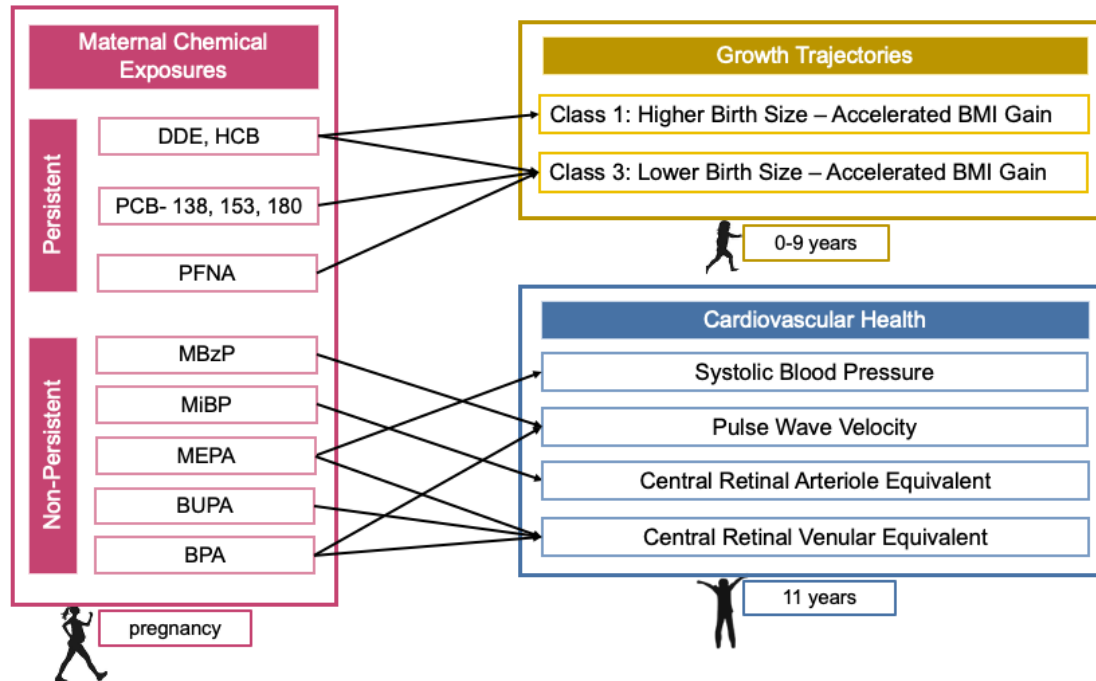 Maternal Chemical
Exposures
Persistent
DDE, HCB
PCB- 138, 153, 180
PFNA
Non-Persistent
MBzP
MiBP
MEPA
BUPA
BPA
pregnancy
Growth Trajectories
Class 1: Higher Birth Size – Accelerated BMI Gain
Class 3: Lower Birth Size – Accelerated BMI Gain
0-9 years
Cardiovascular Health
Systolic Blood Pressure
Pulse Wave Velocity
Central Retinal Arteriole Equivalent
Central Retinal Venular Equivalent
11 years